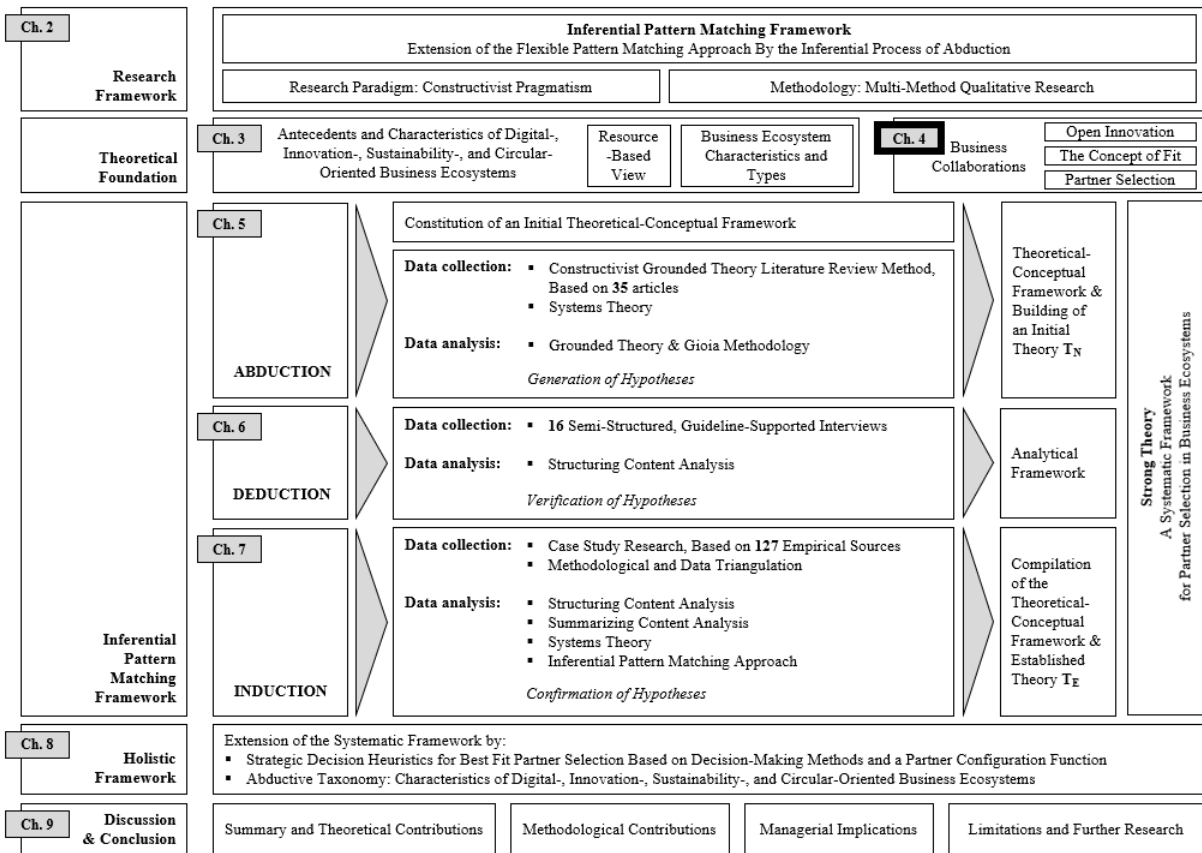 Ch. 2
Research
Framework
Inferential Pattern Matching Framework
Extension of the Flexible Pattern Matching Approach By the Inferential Process of Abduction
Research Paradigm: Constructivist Pragmatism
Methodology: Multi-Method Qualitative Research
Theoretical
Foundation
Ch. 3
Antecedents and Characteristics of Digital-,
Innovation-, Sustainability-, and Circular-
Oriented Business Ecosystems
Resource
-Based
View
Business Ecosystem
Characteristics and
Types
Ch. 4
Business
Collaborations
Open Innovation
The Concept of Fit
Partner Selection
Inferential
Pattern
Matching
Framework
Ch. 5
ABDUCTION
Constitution of an Initial Theoretical-Conceptual Framework
Data collection:
▪ Constructivist Grounded Theory Literature Review Method,
Based on 35 articles
▪ Systems Theory
Data analysis:
▪ Grounded Theory & Gioia Methodology
Generation of Hypotheses
Theoretical-
Conceptual
Framework &
Building of
an Initial
Theory TN
Ch. 6
DEDUCTION
Data collection:
▪ 16 Semi-Structured, Guideline-Supported Interviews
Data analysis:
▪ Structuring Content Analysis
Verification of Hypotheses
Analytical
Framework
Ch. 7
INDUCTION
Data collection:
▪ Case Study Research, Based on 127 Empirical Sources
▪ Methodological and Data Triangulation
Data analysis:
▪ Structuring Content Analysis
▪ Summarizing Content Analysis
▪ Systems Theory
▪ Inferential Pattern Matching Approach
Confirmation of Hypotheses
Compilation
of the
Theoretical-
Conceptual
Framework &
Established
Theory TE
Strong Theory
A Systematic Framework
for Partner Selection in Business Ecosystems
Ch. 8
Holistic
Framework
Extension of the Systematic Framework by:
▪ Strategic Decision Heuristics for Best Fit Partner Selection Based on Decision-Making Methods and a Partner Configuration Function
▪ Abductive Taxonomy: Characteristics of Digital-, Innovation-, Sustainability-, and Circular-Oriented Business Ecosystems
Ch. 9
Discussion
& Conclusion
Summary and Theoretical Contributions
Methodological Contributions
Managerial Implications
Limitations and Further Research